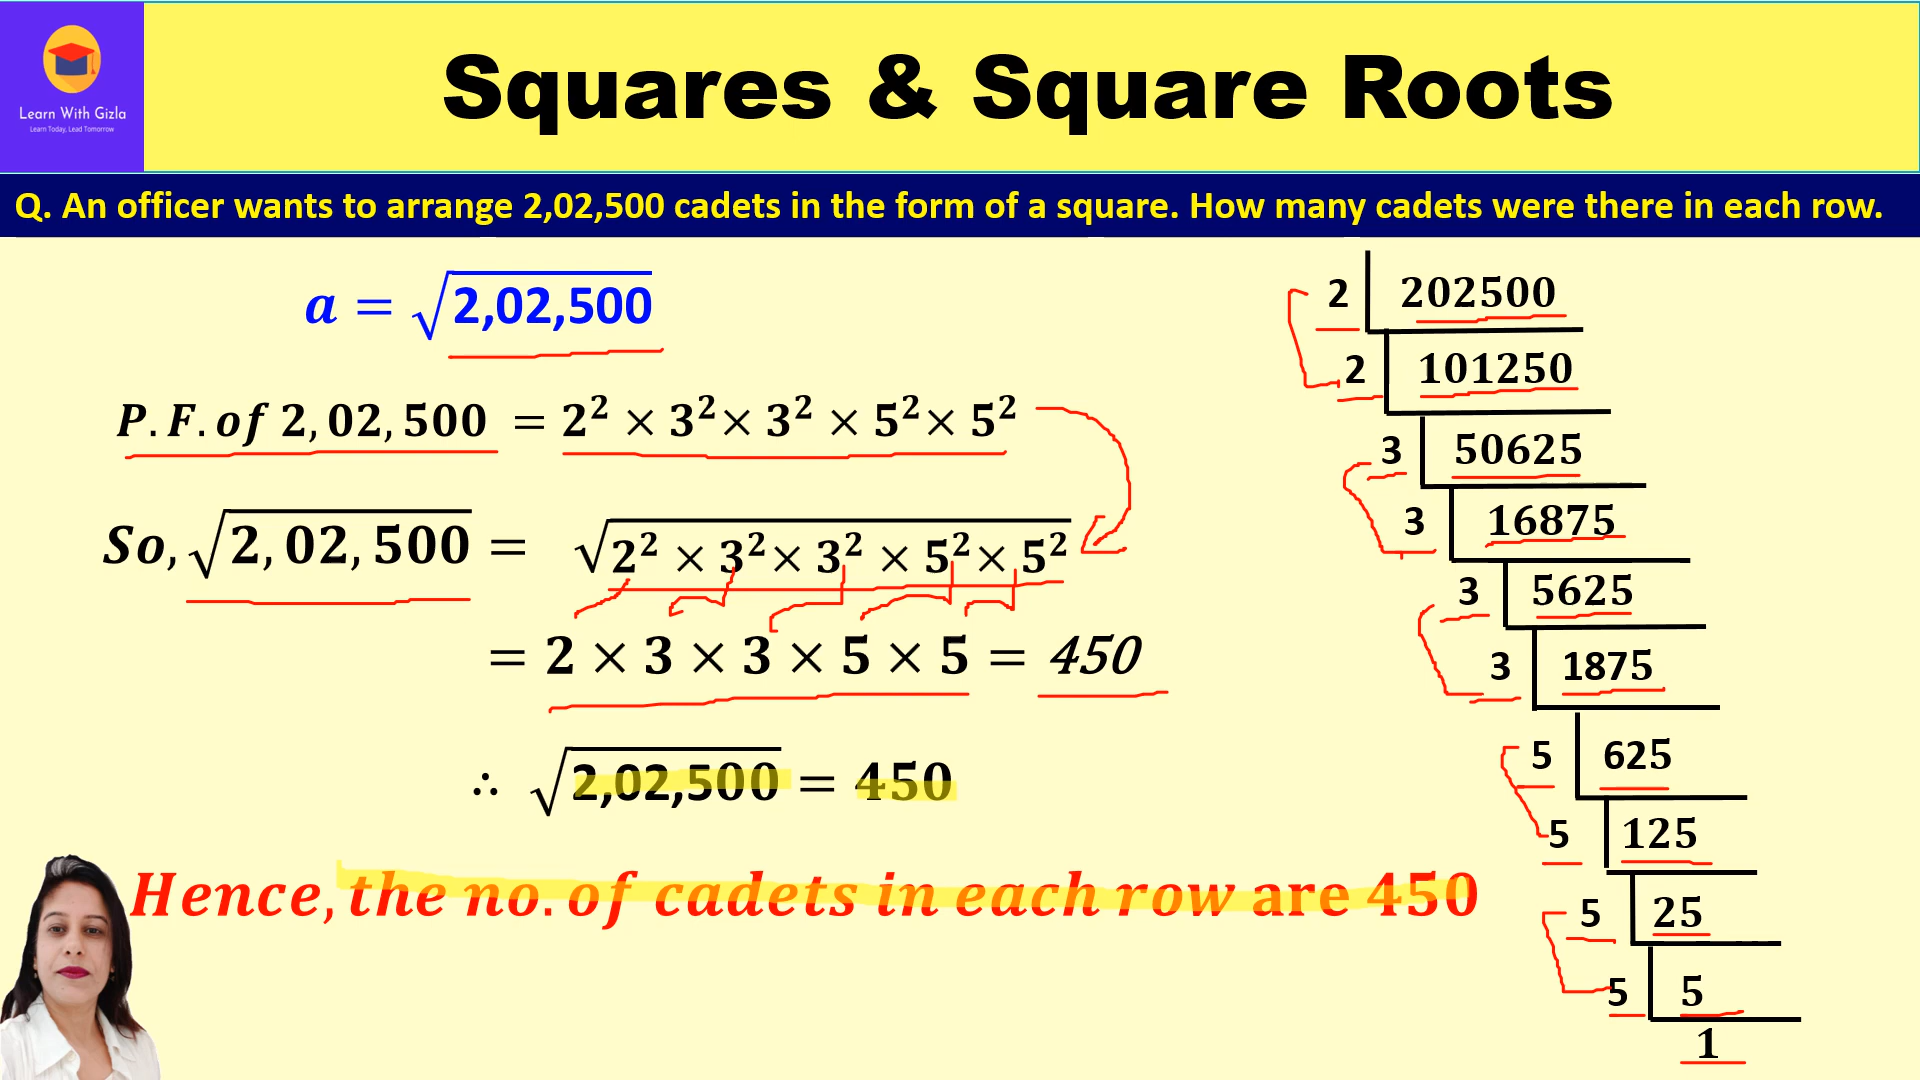 Learn With Gizla
Learn Today, Lead Tomorrow
Squares & Square Roots
Q. An officer wants to arrange 2,02,500 cadets in the form of a square. How many cadets were there in each row.
a = √2,02,500
P.F.of 2,02,500 = 2² × 3² × 3² × 5² × 5²
So, √2,02,500 = √2² × 3² × 3² × 5² × 5²
= 2 × 3 × 3 × 5 × 5 = 450
∴ √2,02,500 = 450
Hence, the no. of cadets in each row are 450
2 202500
2 101250
3 50625
3 16875
3 5625
3 1875
5 625
5 125
5 25
5 5
1